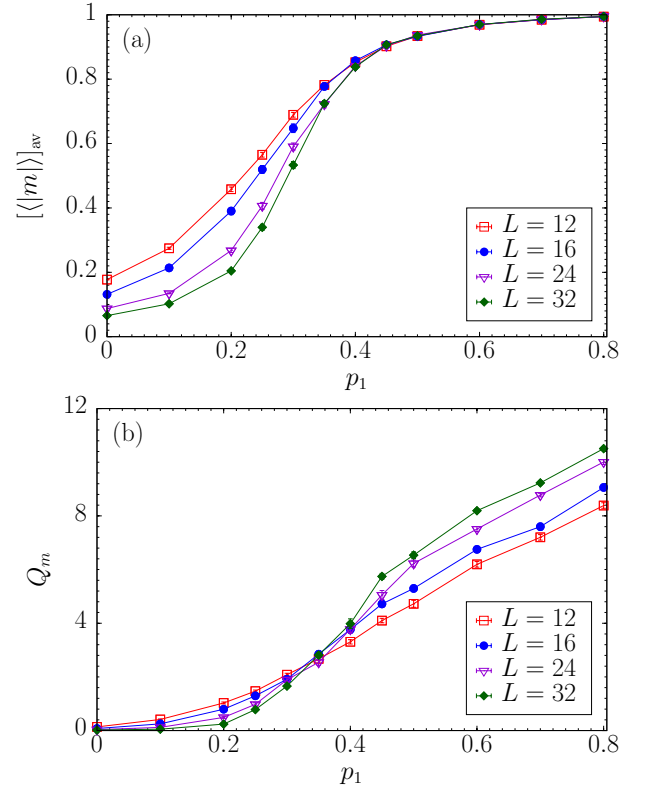 (a)
1
0.8
0.6
0.4
0.2
0
[⟨|m|⟩]av
L = 12
L = 16
L = 24
L = 32
0 0.2 0.4 0.6 0.8
p1
(b)
12
8
4
0
Qm
L = 12
L = 16
L = 24
L = 32
0 0.2 0.4 0.6 0.8
p1